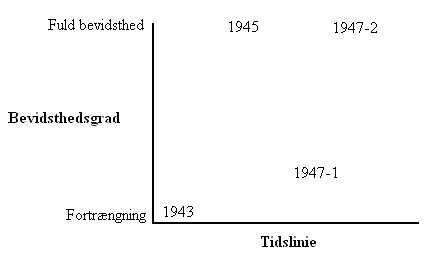 Fuld bevidsthed 1945 1947-2
Bevidsthedsgrad
1947-1
Fortrængning 1943
Tidslinie